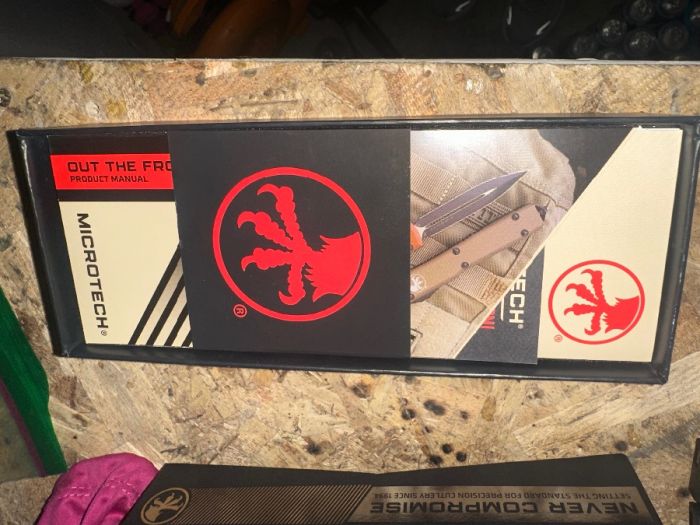 OUT THE FRO
PRODUCT MANUAL
MICROTECH®
®
TECH®
®
NEVER COMPROMISE
SETTING THE STANDARD FOR PRECISION CUTLERY SINCE 1994